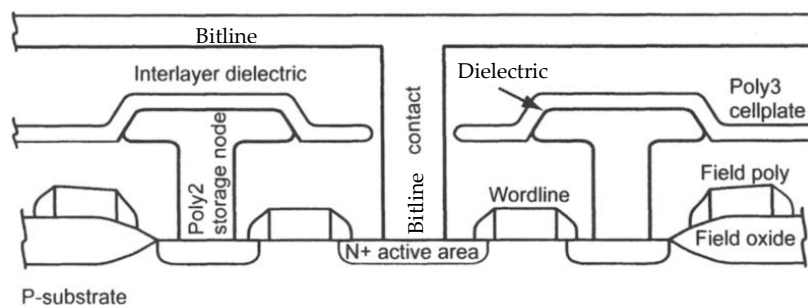 Bitline
Interlayer dielectric
Dielectric
Poly3
cellplate
Poly2
storage node
Bitline contact
Wordline
Field poly
Field oxide
N+ active area
P-substrate